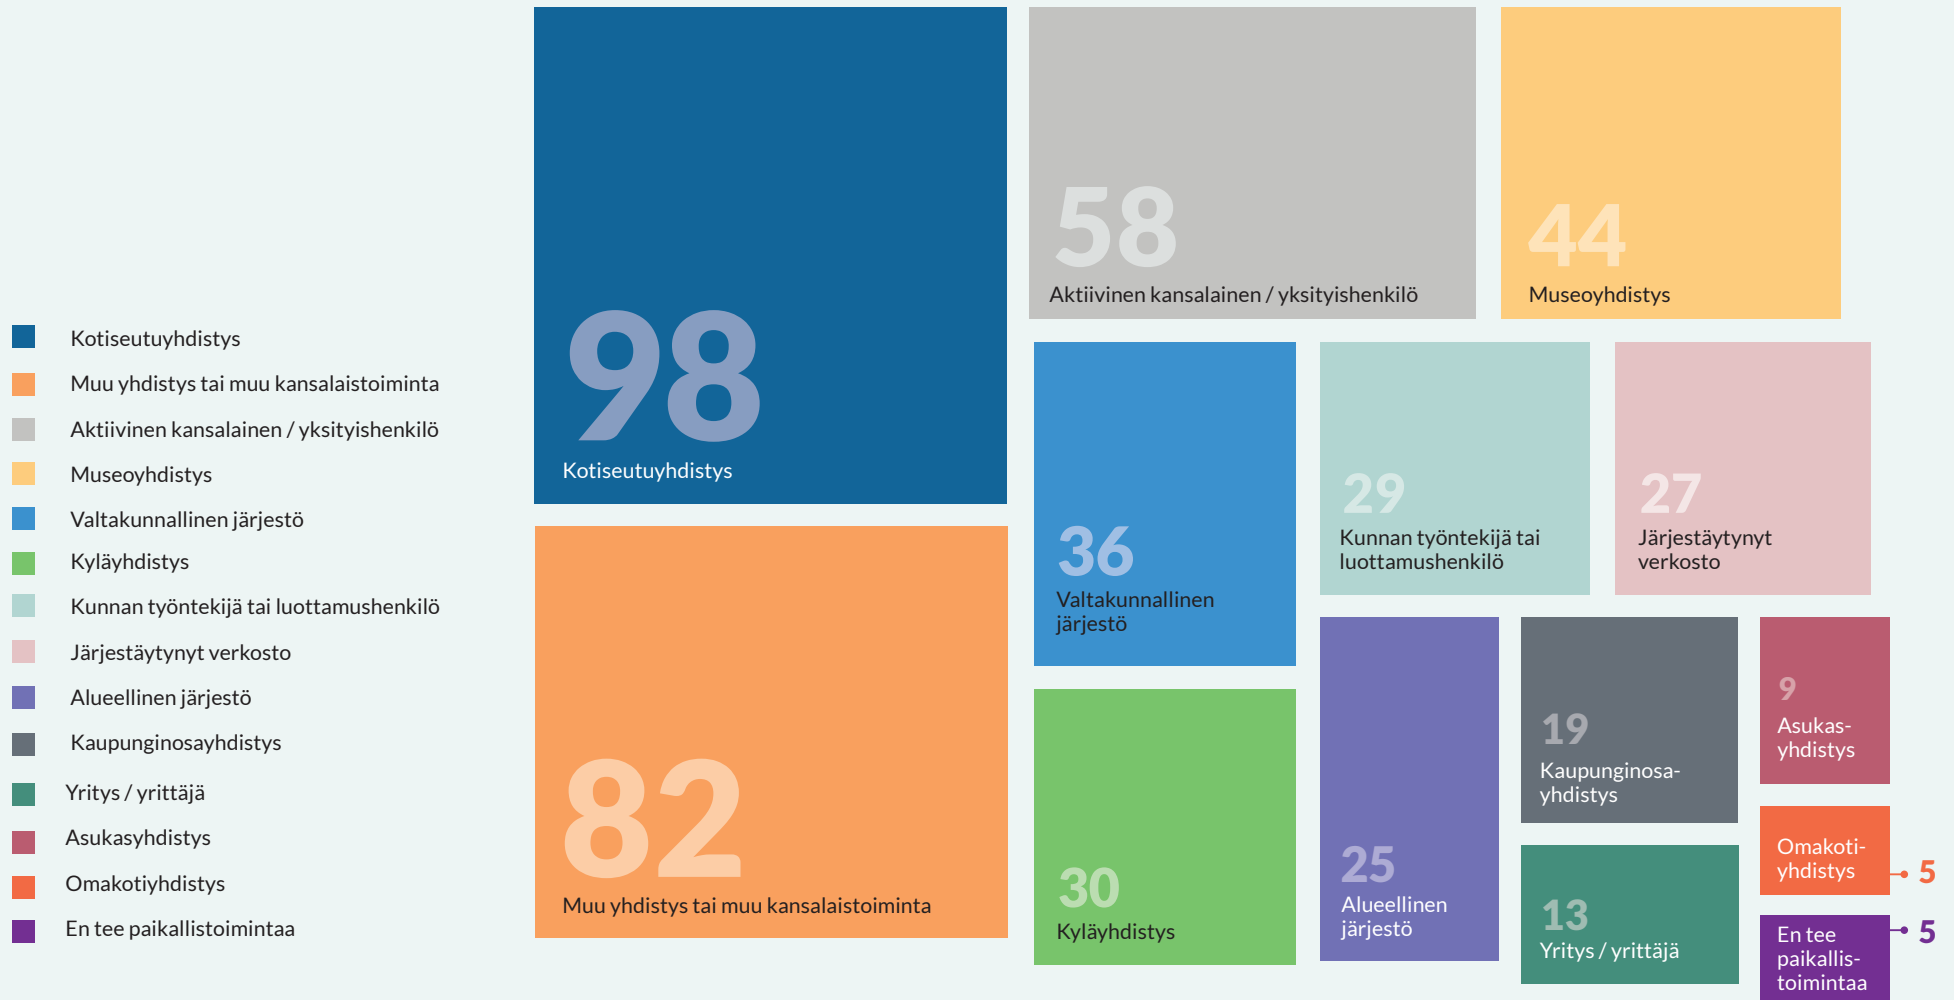 Kotiseutuyhdistys
Muu yhdistys tai muu kansalaistoiminta
Aktiivinen kansalainen / yksityishenkilö
Museoyhdistys
Valtakunnallinen järjestö
Kyläyhdistys
Kunnan työntekijä tai luottamushenkilö
Järjestäytynyt verkosto
Alueellinen järjestö
Kaupunginosayhdistys
Yritys / yrittäjä
Asukasyhdistys
Omakotiyhdistys
En tee paikallistoimintaa
98
Kotiseutuyhdistys
82
Muu yhdistys tai muu kansalaistoiminta
58
Aktiivinen kansalainen / yksityishenkilö
44
Museoyhdistys
36
Valtakunnallinen
järjestö
29
Kunnan työntekijä tai
luottamushenkilö
27
Järjestäytynyt
verkosto
30
Kyläyhdistys
25
Alueellinen
järjestö
19
Kaupunginosa-
yhdistys
13
Yritys / yrittäjä
9
Asukas-
yhdistys
Omakoti-
yhdistys
5
En tee
paikallis-
toimintaa
5